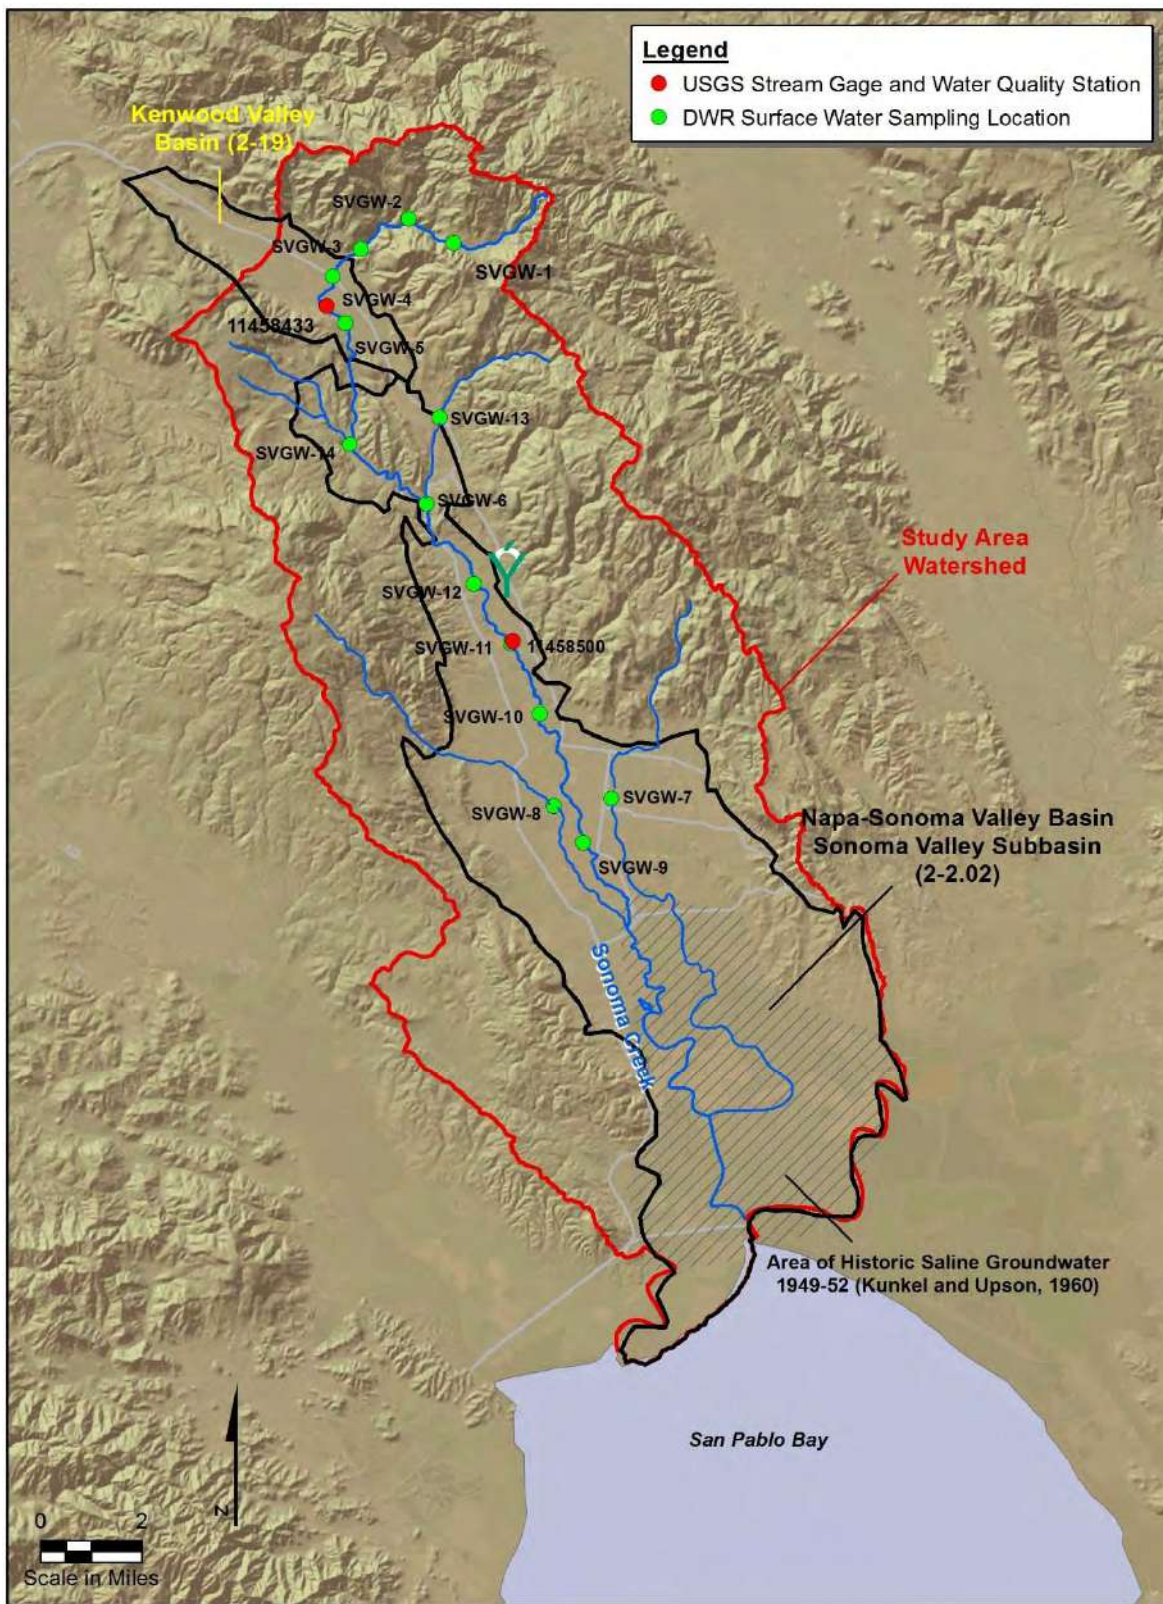 Legend
USGS Stream Gage and Water Quality Station
DWR Surface Water Sampling Location
Kenwood Valley
Basin (2-19)
SVGW-2
SVGW-3
SVGW-1
SVGW-4
11458433
SVGW-5
SVGW-13
SVGW-14
SVGW-6
Study Area
Watershed
SVGW-12
SVGW-11
11458500
SVGW-10
SVGW-7
SVGW-8
Napa-Sonoma Valley Basin
Sonoma Valley Subbasin
(2-2.02)
SVGW-9
Sonoma Creek
Area of Historic Saline Groundwater
1949-52 (Kunkel and Upson, 1960)
San Pablo Bay
N
0 2
Scale in Miles